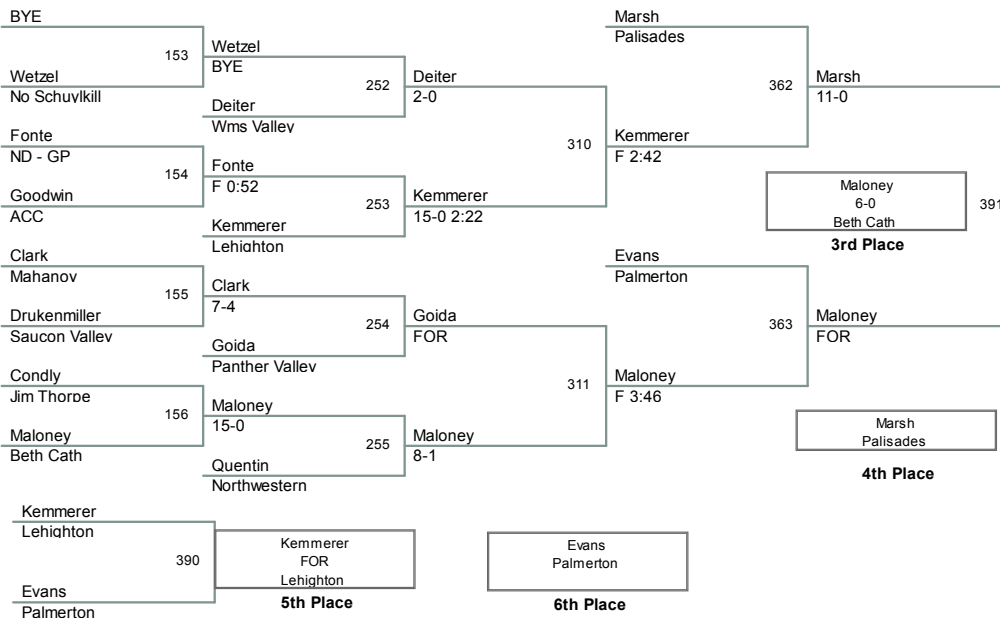 BYE
153
Wetzel
No Schuylkill
Fonte
ND - GP
154
Goodwin
ACC
Clark
Mahanoy
155
Drukenmiller
Saucon Valley
Condly
Jim Thorpe
156
Maloney
Beth Cath
Wetzel
BYE
252
Deiter
Wms Valley
Fonte
F 0:52
253
Kemmerer
Lehighton
Clark
7-4
254
Goida
Panther Valley
Maloney
15-0
255
Quentin
Northwestern
Deiter
2-0
310
Kemmerer
15-0 2:22
Goida
FOR
311
Maloney
8-1
Marsh
Palisades
362
Kemmerer
F 2:42
Evans
Palmerton
363
Maloney
F 3:46
Marsh
11-0
Maloney
6-0
Beth Cath
391
3rd Place
Maloney
FOR
Marsh
Palisades
4th Place
Kemmerer
Lehighton
390
Evans
Palmerton
Kemmerer
FOR
Lehighton
5th Place
Evans
Palmerton
6th Place